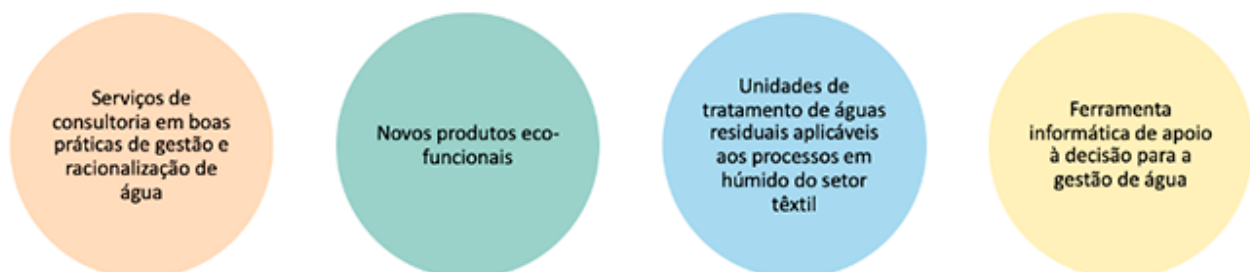 Serviços de
consultoria em boas
práticas de gestão e
racionalização de
água
Novos produtos eco-
funcionais
Unidades de
tratamento de águas
residuais aplicáveis
aos processos em
húmido do setor
têxtil
Ferramenta
informática de apoio
à decisão para a
gestão de água